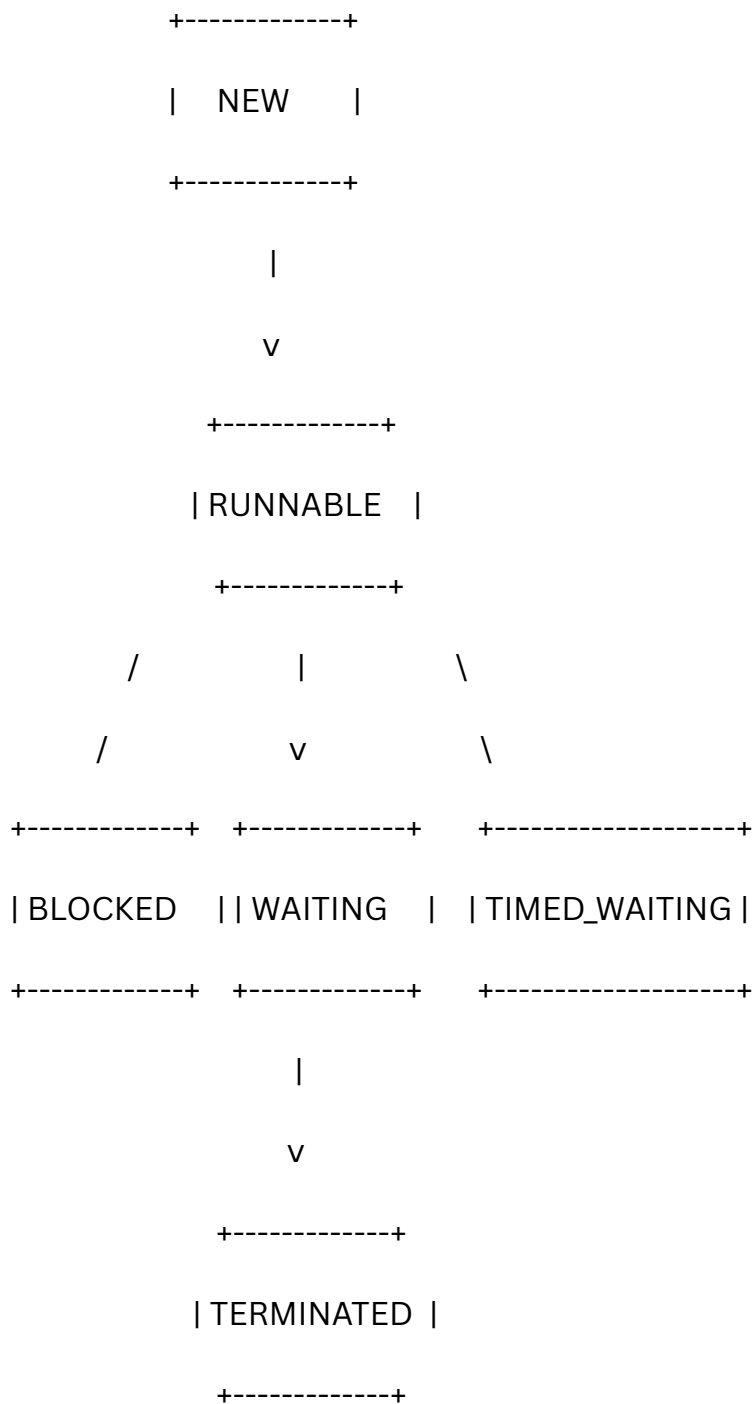 +-------------+
| NEW |
+-------------+
|
v
+-------------+
| RUNNABLE |
+-------------+
/ | \
/ v \
+-------------+ +-------------+ +--------------------+
| BLOCKED | | WAITING | | TIMED_WAITING |
+-------------+ +-------------+ +--------------------+
|
v
+-------------+
| TERMINATED |
+-------------+